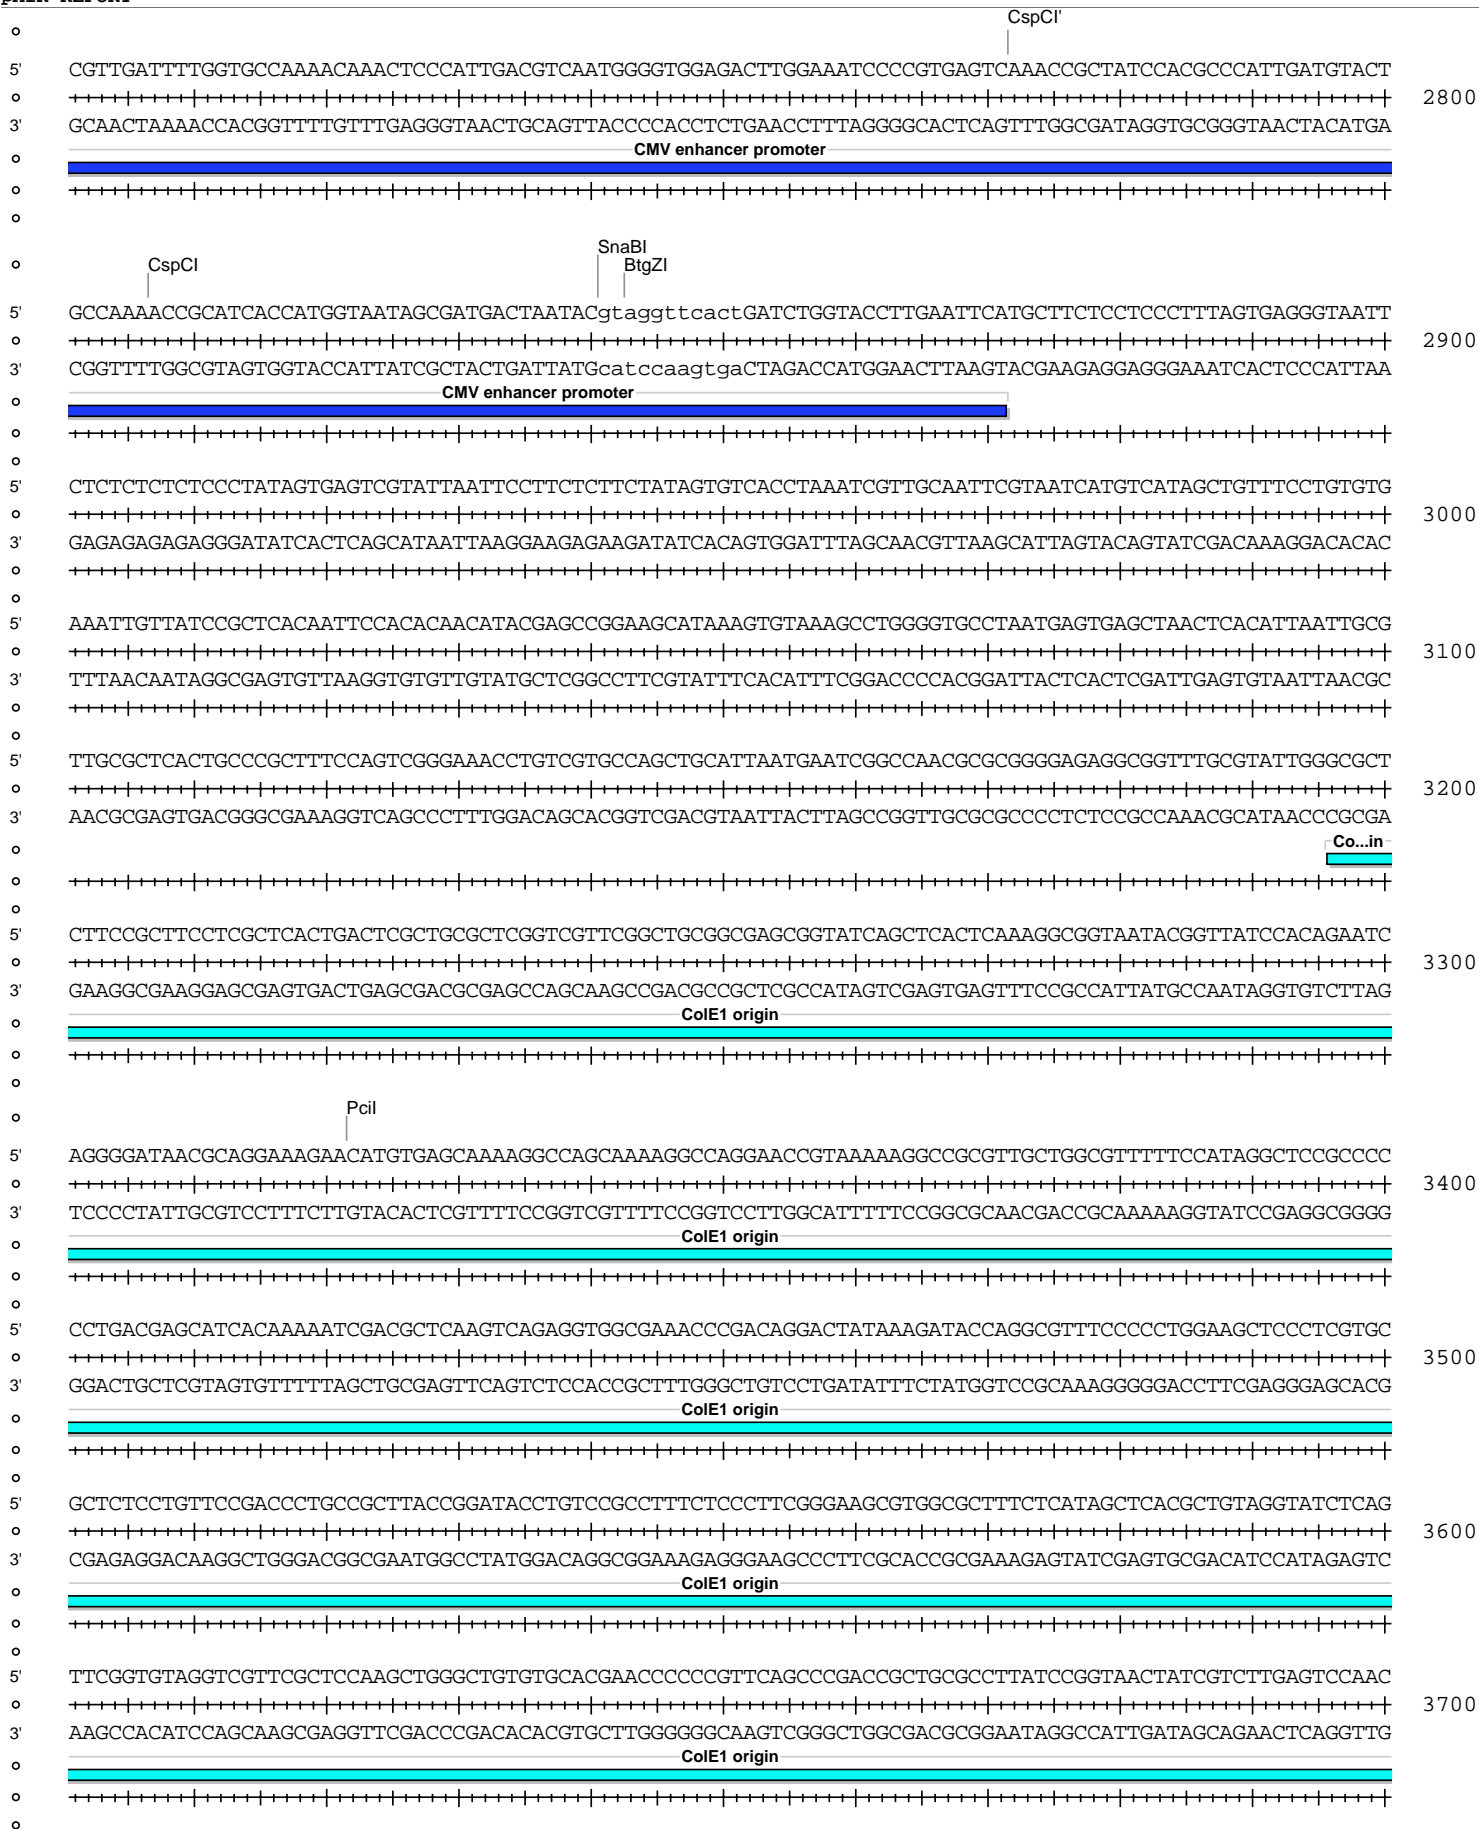 CspCI'
5' CGTTGATTTTGGTGCCAAAACAAACTCCCATTGACGTCAATGGGGTGGAGACTTGGAAATCCCCGTGAGTCAAACCGCTATCCACGCCCATTGATGTACT
2800
3' GCAACTAAAACCACGGTTTTGTTTGAGGGTAACTGCAGTTACCCCACCTCTGAACCTTTAGGGGCACTCAGTTTGGCGATAGGTGCGGGTAACTACATGA
CMV enhancer promoter
SnaBI
CspCI BtgZI
5' GCCAAAACCGCATCACCATGGTAATAGCGATGACTAATACgtaggttcactGATCTGGTACCTTGAATTCATGCTTCTCCTCCCTTTAGTGAGGGTAATT
2900
3' CGGTTTTGGCGTAGTGGTACCATTATCGCTACTGATTATGcatccaagtgaCTAGACCATGGAACTTAAGTACGAAGAGGAGGGAAATCACTCCCATTAA
CMV enhancer promoter
5' CTCTCTCTCTCCCTATAGTGAGTCGTATTAATTCCTTCTCTTCTATAGTGTCACCTAAATCGTTGCAATTCGTAATCATGTCATAGCTGTTTCCTGTGTG
3000
3' GAGAGAGAGAGGGATATCACTCAGCATAATTAAGGAAGAGAAGATATCACAGTGGATTTAGCAACGTTAAGCATTAGTACAGTATCGACAAAGGACACAC
5' AAATTGTTATCCGCTCACAATTCCACACAACATACGAGCCGGAAGCATAAAGTGTAAAGCCTGGGGTGCCTAATGAGTGAGCTAACTCACATTAATTGCG
3100
3' TTTAACAATAGGCGAGTGTTAAGGTGTGTTGTATGCTCGGCCTTCGTATTTCACATTTCGGACCCCACGGATTACTCACTCGATTGAGTGTAATTAACGC
5' TTGCGCTCACTGCCCGCTTTCCAGTCGGGAAACCTGTCGTGCCAGCTGCATTAATGAATCGGCCAACGCGCGGGGAGAGGCGGTTTGCGTATTGGGCGCT
3200
3' AACGCGAGTGACGGGCGAAAGGTCAGCCCTTTGGACAGCACGGTCGACGTAATTACTTAGCCGGTTGCGCGCCCCTCTCCGCCAAACGCATAACCCGCGA
Co...in
5' CTTCCGCTTCCTCGCTCACTGACTCGCTGCGCTCGGTCGTTCGGCTGCGGCGAGCGGTATCAGCTCACTCAAAGGCGGTAATACGGTTATCCACAGAATC
3300
3' GAAGGCGAAGGAGCGAGTGACTGAGCGACGCGAGCCAGCAAGCCGACGCCGCTCGCCATAGTCGAGTGAGTTTCCGCCATTATGCCAATAGGTGTCTTAG
ColE1 origin
PciI
5' AGGGGATAACGCAGGAAAGAACATGTGAGCAAAAGGCCAGCAAAAGGCCAGGAACCGTAAAAAGGCCGCGTTGCTGGCGTTTTTCCATAGGCTCCGCCCC
3400
3' TCCCCTATTGCGTCCTTTCTTGTACACTCGTTTTCCGGTCGTTTTCCGGTCCTTGGCATTTTTCCGGCGCAACGACCGCAAAAAGGTATCCGAGGCGGGG
ColE1 origin
5' CCTGACGAGCATCACAAAAATCGACGCTCAAGTCAGAGGTGGCGAAACCCGACAGGACTATAAAGATACCAGGCGTTTCCCCCTGGAAGCTCCCTCGTGC
3500
3' GGACTGCTCGTAGTGTTTTTAGCTGCGAGTTCAGTCTCCACCGCTTTGGGCTGTCCTGATATTTCTATGGTCCGCAAAGGGGGACCTTCGAGGGAGCACG
ColE1 origin
5' GCTCTCCTGTTCCGACCCTGCCGCTTACCGGATACCTGTCCGCCTTTCTCCCTTCGGGAAGCGTGGCGCTTTCTCATAGCTCACGCTGTAGGTATCTCAG
3600
3' CGAGAGGACAAGGCTGGGACGGCGAATGGCCTATGGACAGGCGGAAAGAGGGAAGCCCTTCGCACCGCGAAAGAGTATCGAGTGCGACATCCATAGAGTC
ColE1 origin
5' TTCGGTGTAGGTCGTTCGCTCCAAGCTGGGCTGTGTGCACGAACCCCCCGTTCAGCCCGACCGCTGCGCCTTATCCGGTAACTATCGTCTTGAGTCCAAC
3700
3' AAGCCACATCCAGCAAGCGAGGTTCGACCCGACACACGTGCTTGGGGGGCAAGTCGGGCTGGCGACGCGGAATAGGCCATTGATAGCAGAACTCAGGTTG
ColE1 origin